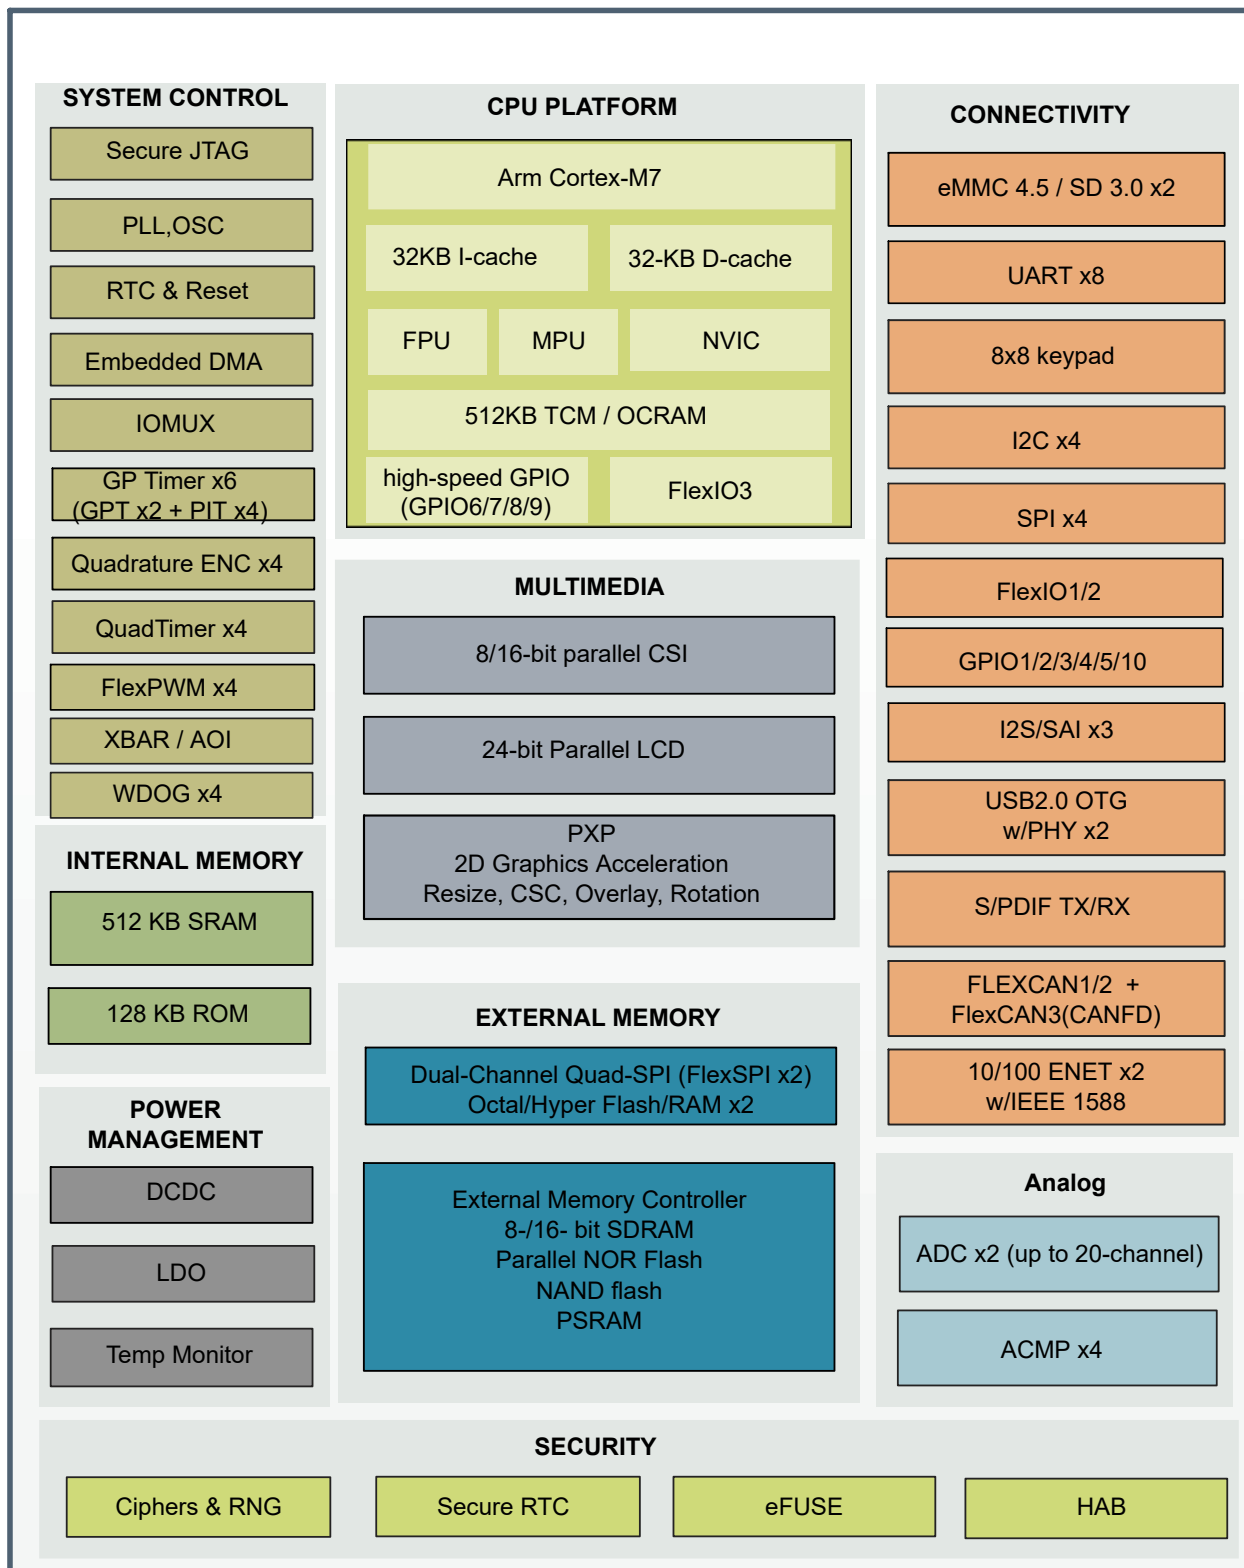 SYSTEM CONTROL
Secure JTAG
PLL,OSC
RTC & Reset
Embedded DMA
IOMUX
GP Timer x6
(GPT x2 + PIT x4)
Quadrature ENC x4
QuadTimer x4
FlexPWM x4
XBAR / AOI
WDOG x4
INTERNAL MEMORY
512 KB SRAM
128 KB ROM
POWER
MANAGEMENT
DCDC
LDO
Temp Monitor
CPU PLATFORM
Arm Cortex-M7
32KB I-cache
32-KB D-cache
FPU
MPU
NVIC
512KB TCM / OCRAM
high-speed GPIO
(GPIO6/7/8/9)
FlexIO3
MULTIMEDIA
8/16-bit parallel CSI
24-bit Parallel LCD
PXP
2D Graphics Acceleration
Resize, CSC, Overlay, Rotation
EXTERNAL MEMORY
Dual-Channel Quad-SPI (FlexSPI x2)
Octal/Hyper Flash/RAM x2
External Memory Controller
8-/16- bit SDRAM
Parallel NOR Flash
NAND flash
PSRAM
CONNECTIVITY
eMMC 4.5 / SD 3.0 x2
UART x8
8x8 keypad
I2C x4
SPI x4
FlexIO1/2
GPIO1/2/3/4/5/10
I2S/SAI x3
USB2.0 OTG
w/PHY x2
S/PDIF TX/RX
FLEXCAN1/2 +
FlexCAN3(CANFD)
10/100 ENET x2
w/IEEE 1588
Analog
ADC x2 (up to 20-channel)
ACMP x4
SECURITY
Ciphers & RNG
Secure RTC
eFUSE
HAB